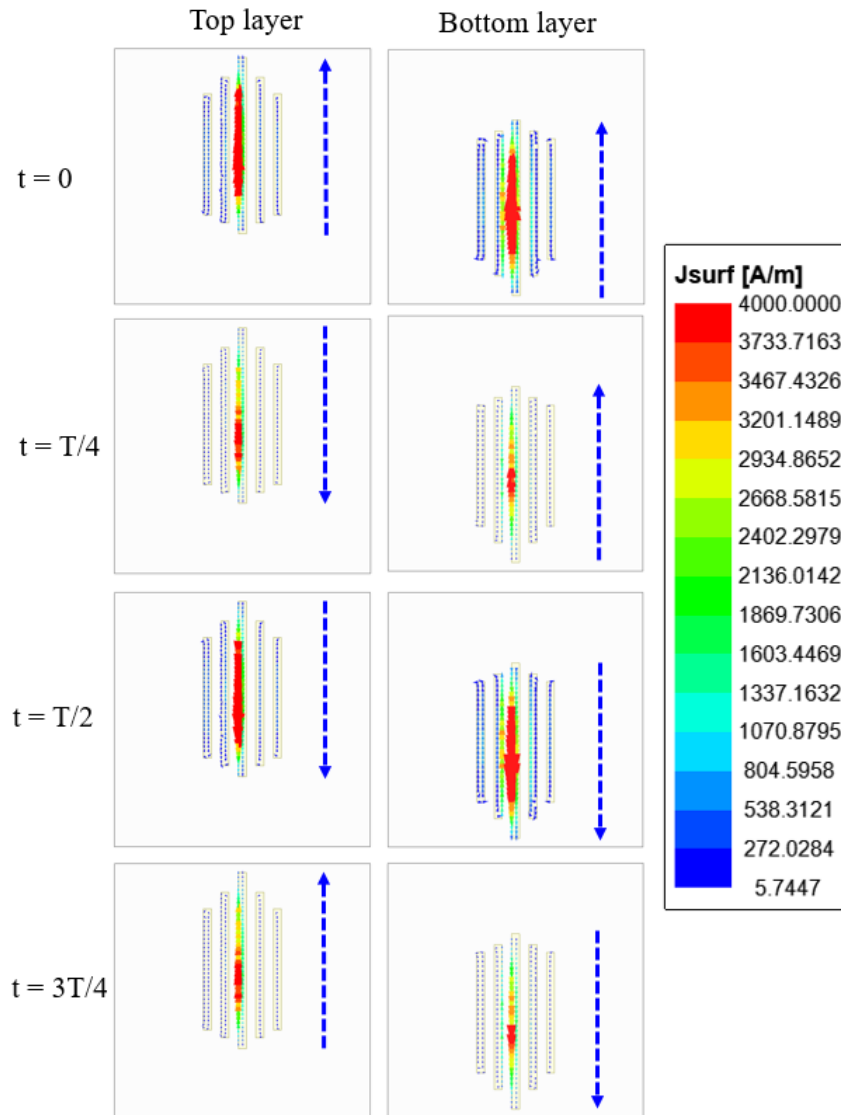 Top layer
Bottom layer
t = 0
t = T/4
t = T/2
t = 3T/4
Jsurf [A/m]
4000.0000
3733.7163
3467.4326
3201.1489
2934.8652
2668.5815
2402.2979
2136.0142
1869.7306
1603.4469
1337.1632
1070.8795
804.5958
538.3121
272.0284
5.7447